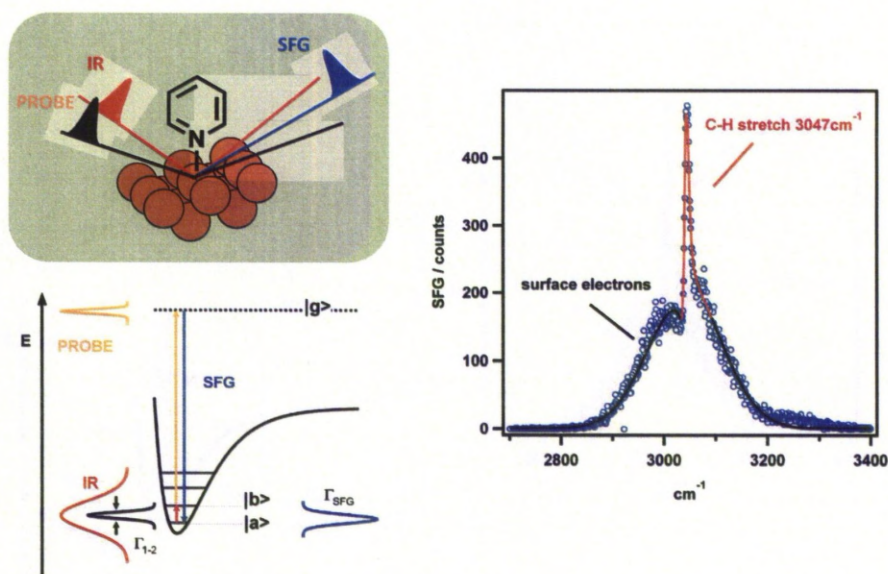 SFG
IR
PROBE
N
E
PROBE
|g>
SFG
IR
|b>
|a>
Γ1-2
ΓSFG
SFG / counts
400
300
200
100
0
C-H stretch 3047cm-1
surface electrons
2800
3000
3200
3400
cm-1